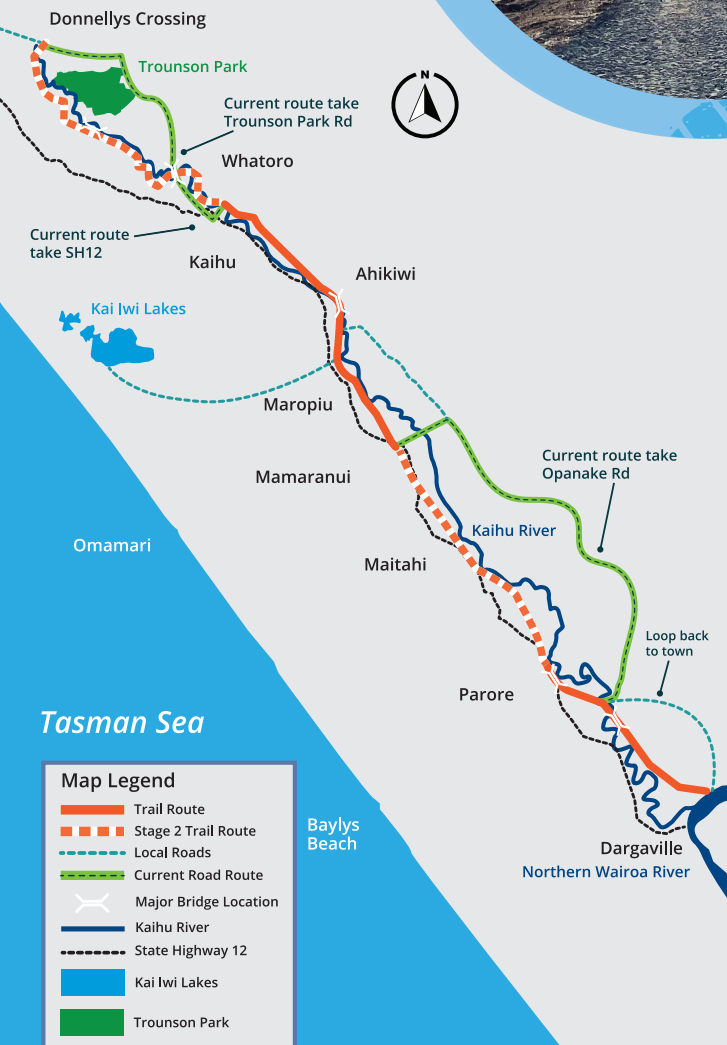 Donnellys Crossing
Trounson Park
N
Current route take
Trounson Park Rd
Whatoro
Current route
take SH12
Kaihu
Ahikiwi
Kai Iwi Lakes
Maropiu
Mamaranui
Current route take
Opanake Rd
Kaihu River
Omamari
Maitahi
Loop back
to town
Parore
Tasman Sea
Baylys
Beach
Dargaville
Northern Wairoa River
Map Legend
Trail Route
Stage 2 Trail Route
Local Roads
Current Road Route
Major Bridge Location
Kaihu River
State Highway 12
Kai Iwi Lakes
Trounson Park